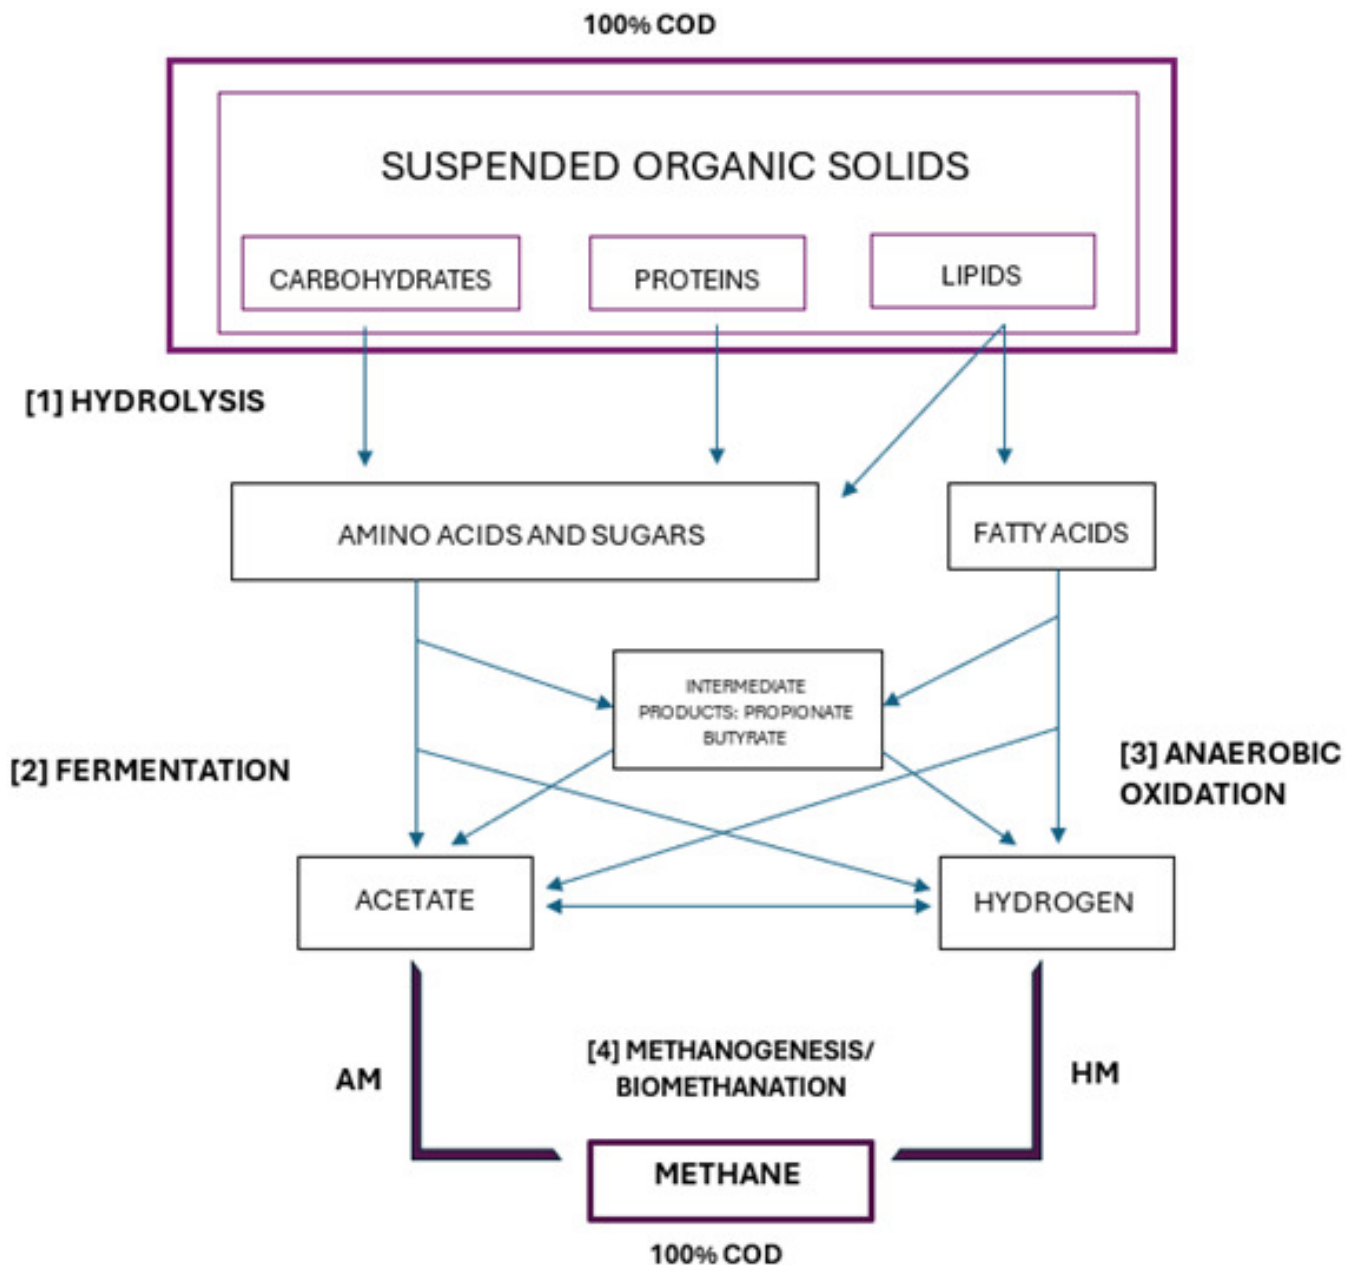 100% COD
SUSPENDED ORGANIC SOLIDS
CARBOHYDRATES
PROTEINS
LIPIDS
[1] HYDROLYSIS
AMINO ACIDS AND SUGARS
FATTY ACIDS
INTERMEDIATE
PRODUCTS: PROPIONATE
BUTYRATE
[2] FERMENTATION
[3] ANAEROBIC
OXIDATION
ACETATE
HYDROGEN
[4] METHANOGENESIS/
BIOMETHANATION
AM
HM
METHANE
100% COD